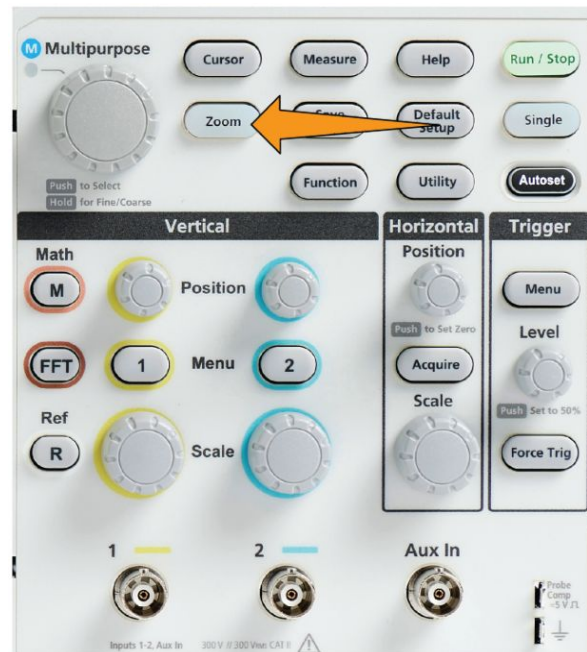 M Multipurpose
Cursor
Measure
Help
Run / Stop
Zoom
Save
Default
Setup
Single
Push to Select
Hold for Fine/Coarse
Function
Utility
Autoset
Vertical
Horizontal
Trigger
Math
M
Position
Position
Push to Set Zero
Menu
Level
FFT
1
Menu
2
Acquire
Push Set to 50%
Ref
R
Scale
Scale
Force Trig
1
2
Aux In
Probe
Comp
≈5 V ⎍
Inputs 1-2, Aux In
300 V // 300 Vrms CAT II